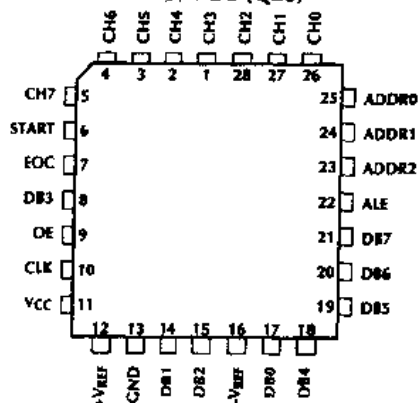 CH6 CH5 CH4 CH3 CH2 CH1 CH0
4 3 2 1 28 27 26
CH7 5
START 6
EOC 7
DB3 8
OE 9
CLK 10
VCC 11
25 ADDR0
24 ADDR1
23 ADDR2
22 ALE
21 DB7
20 DB6
19 DB5
12 13 14 15 16 17 18
+VREF GND DB1 DB2 -VREF DB0 DB4